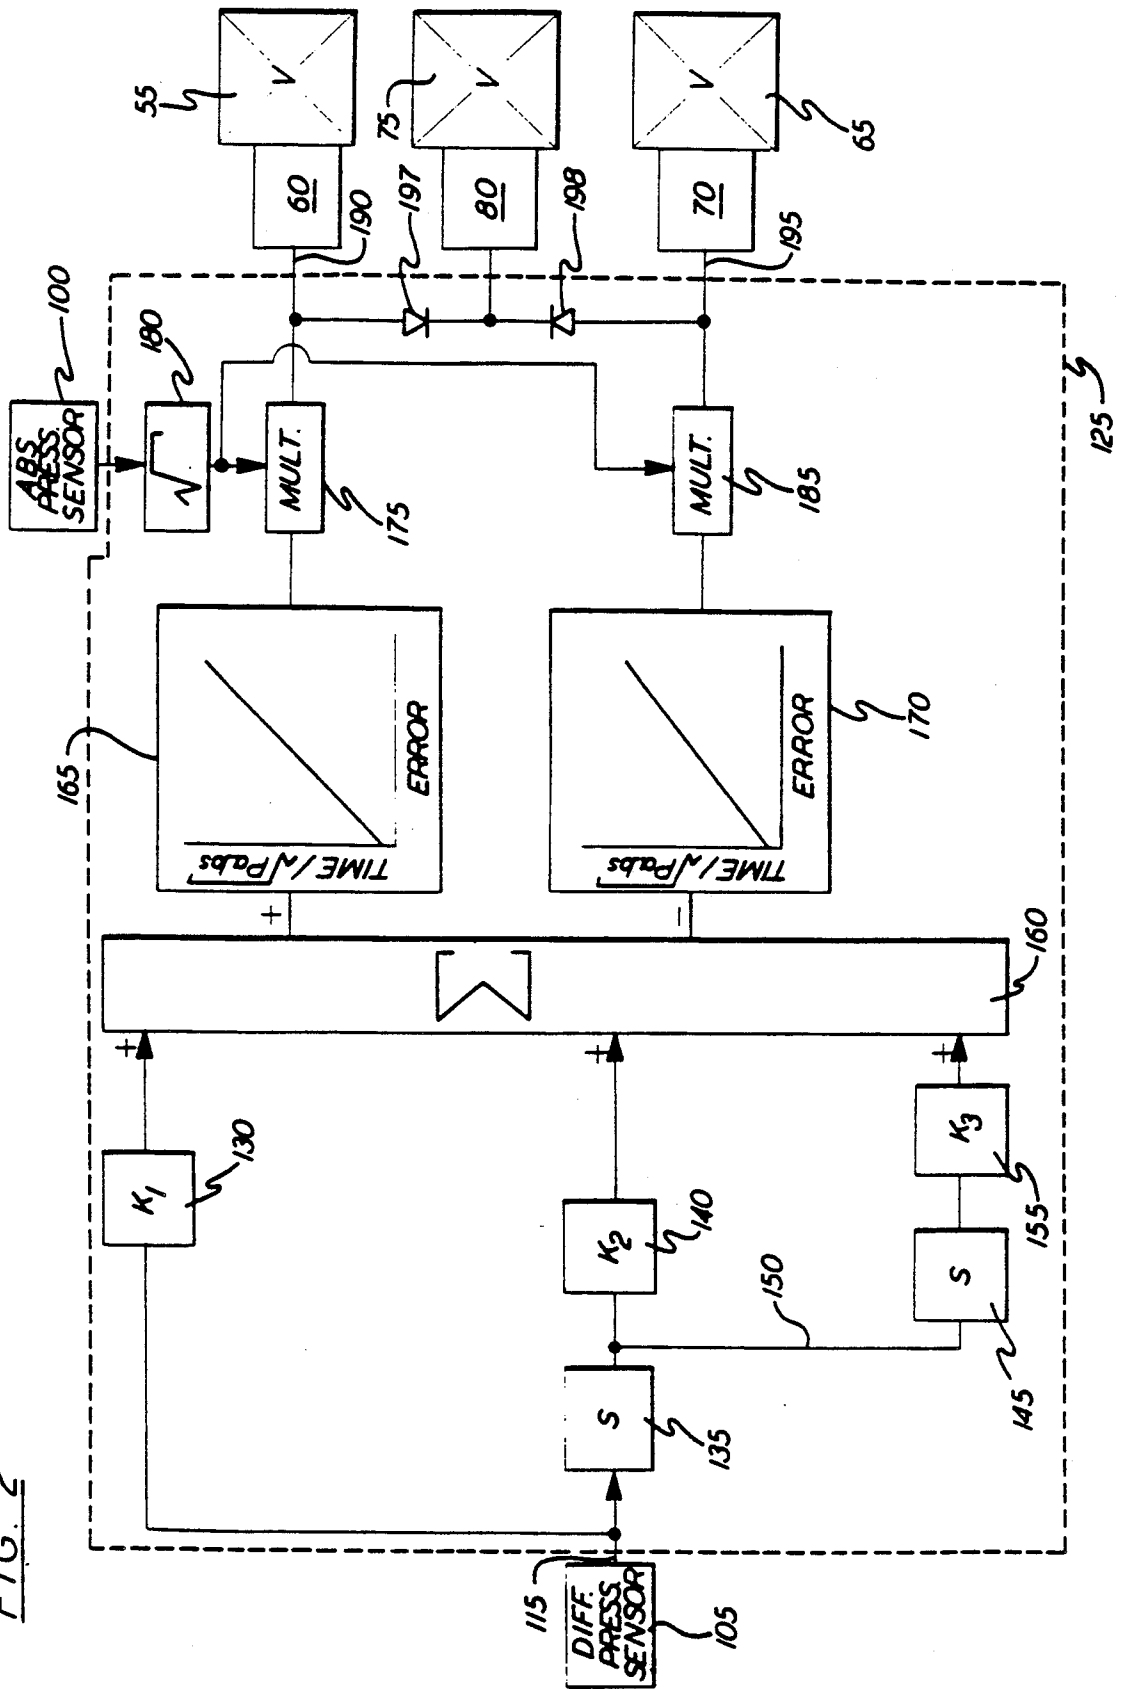 FIG. 2
ABS
PRESS.
SENSOR
100
180
√
MULT.
175
MULT.
185
55
V
60
190
75
V
80
197
198
65
V
70
195
125
165
TIME/√Pabs
ERROR
+
TIME/√Pabs
ERROR
170
-
Σ
160
+
+
+
K1
130
K2
140
K3
155
S
135
S
145
150
115
DIFF.
PRESS.
SENSOR
105